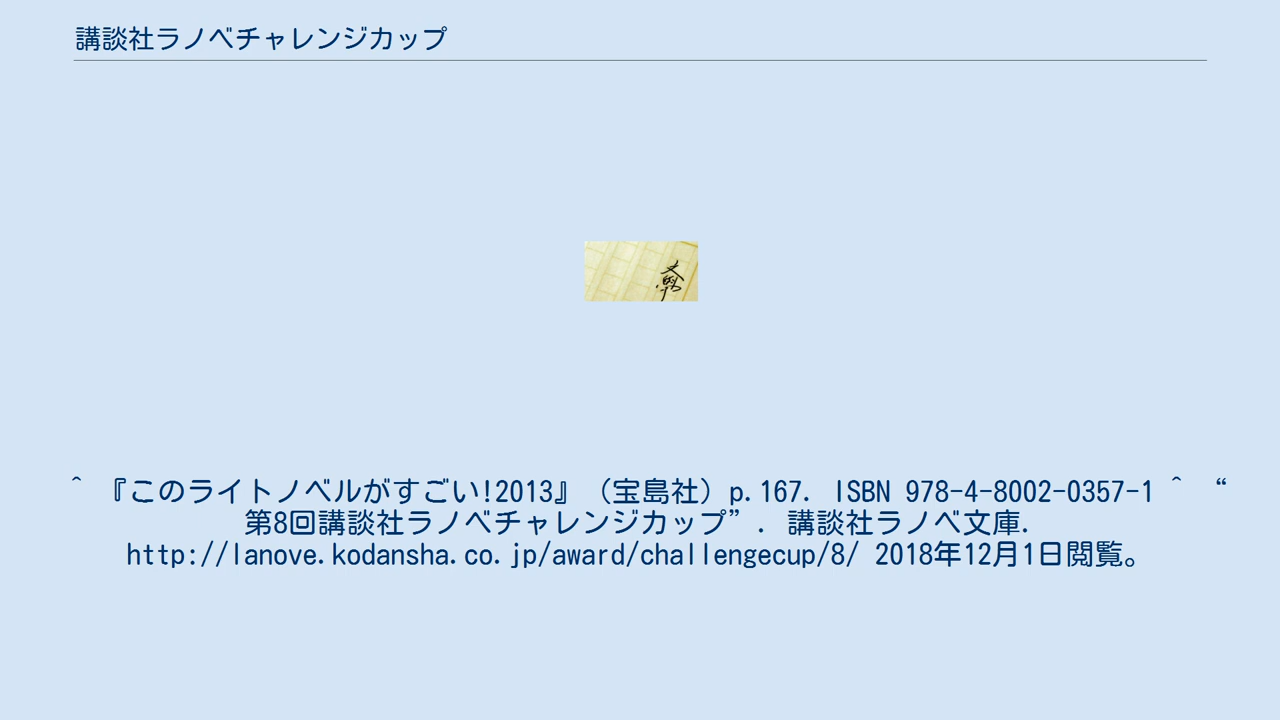 講談社ラノベチャレンジカップ
^ 『このライトノベルがすごい!2013』（宝島社）p.167. ISBN 978-4-8002-0357-1 ^ “
第8回講談社ラノベチャレンジカップ”. 講談社ラノベ文庫.
http://lanove.kodansha.co.jp/award/challengecup/8/ 2018年12月1日閲覧。